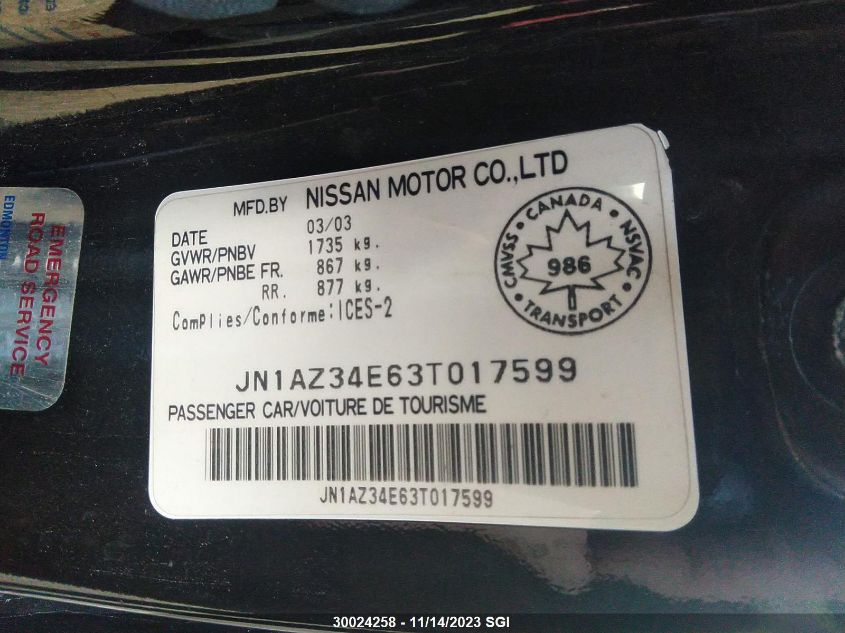 MFD.BY NISSAN MOTOR CO.,LTD
DATE 03/03
GVWR/PNBV 1735 kg.
GAWR/PNBE FR. 867 kg.
RR. 877 kg.
ComPlies/Conforme:ICES-2
CANADA
CMVSS NSVAC
986
TRANSPORT
JN1AZ34E63T017599
PASSENGER CAR/VOITURE DE TOURISME
JN1AZ34E63T017599
EMERGENCY
ROAD SERVICE
EDMONTON
30024258 - 11/14/2023 SGI